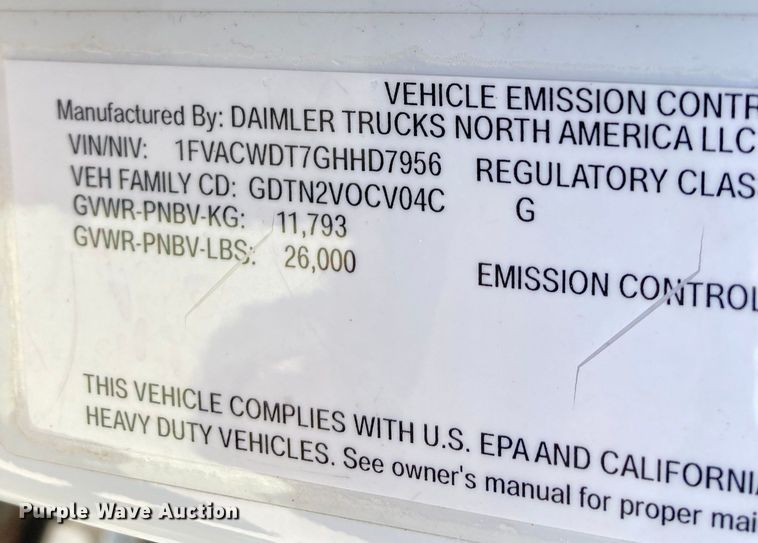 VEHICLE EMISSION CONTR
Manufactured By: DAIMLER TRUCKS NORTH AMERICA LLC
VIN/NIV: 1FVACWDT7GHHD7956
REGULATORY CLAS
VEH FAMILY CD: GDTN2VOCV04C
G
GVWR-PNBV-KG: 11,793
GVWR-PNBV-LBS: 26,000
EMISSION CONTROL
THIS VEHICLE COMPLIES WITH U.S. EPA AND CALIFORNIA
HEAVY DUTY VEHICLES. See owner's manual for proper mai
Purple Wave Auction